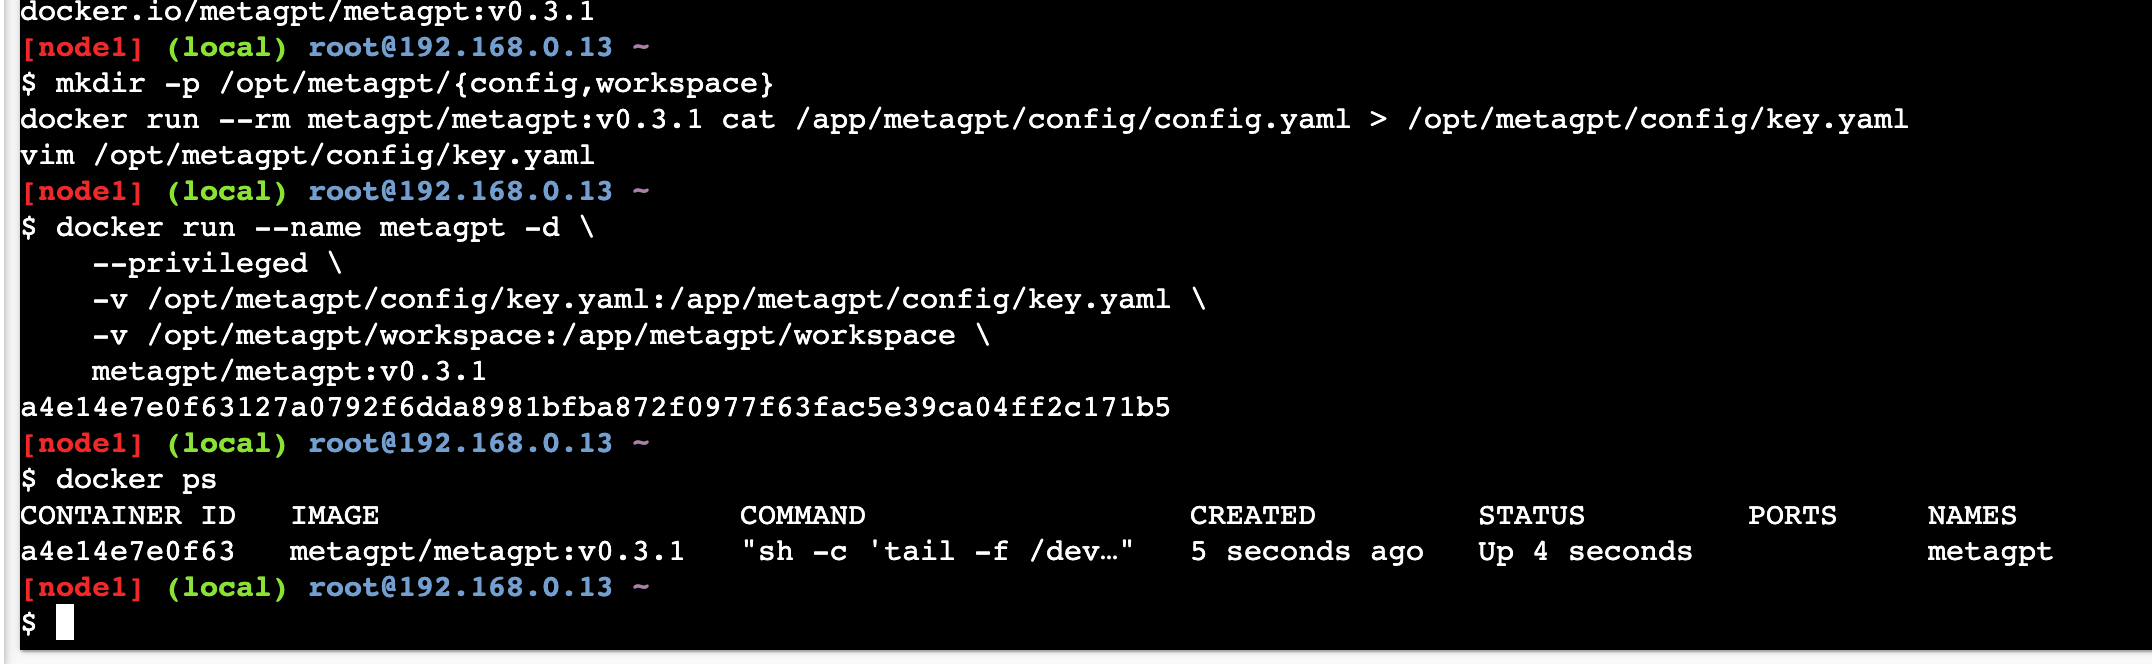 docker.io/metagpt/metagpt:v0.3.1
[node1] (local) root@192.168.0.13 ~
$ mkdir -p /opt/metagpt/{config,workspace}
docker run --rm metagpt/metagpt:v0.3.1 cat /app/metagpt/config/config.yaml > /opt/metagpt/config/key.yaml
vim /opt/metagpt/config/key.yaml
[node1] (local) root@192.168.0.13 ~
$ docker run --name metagpt -d \
    --privileged \
    -v /opt/metagpt/config/key.yaml:/app/metagpt/config/key.yaml \
    -v /opt/metagpt/workspace:/app/metagpt/workspace \
    metagpt/metagpt:v0.3.1
a4e14e7e0f63127a0792f6dda8981bfba872f0977f63fac5e39ca04ff2c171b5
[node1] (local) root@192.168.0.13 ~
$ docker ps
CONTAINER ID   IMAGE                    COMMAND                  CREATED         STATUS         PORTS     NAMES
a4e14e7e0f63   metagpt/metagpt:v0.3.1   "sh -c 'tail -f /dev…"   5 seconds ago   Up 4 seconds             metagpt
[node1] (local) root@192.168.0.13 ~
$